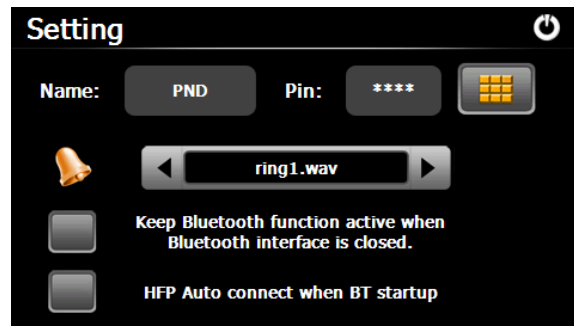 Setting
Name: PND Pin: ****
ring1.wav
Keep Bluetooth function active when
Bluetooth interface is closed.
HFP Auto connect when BT startup